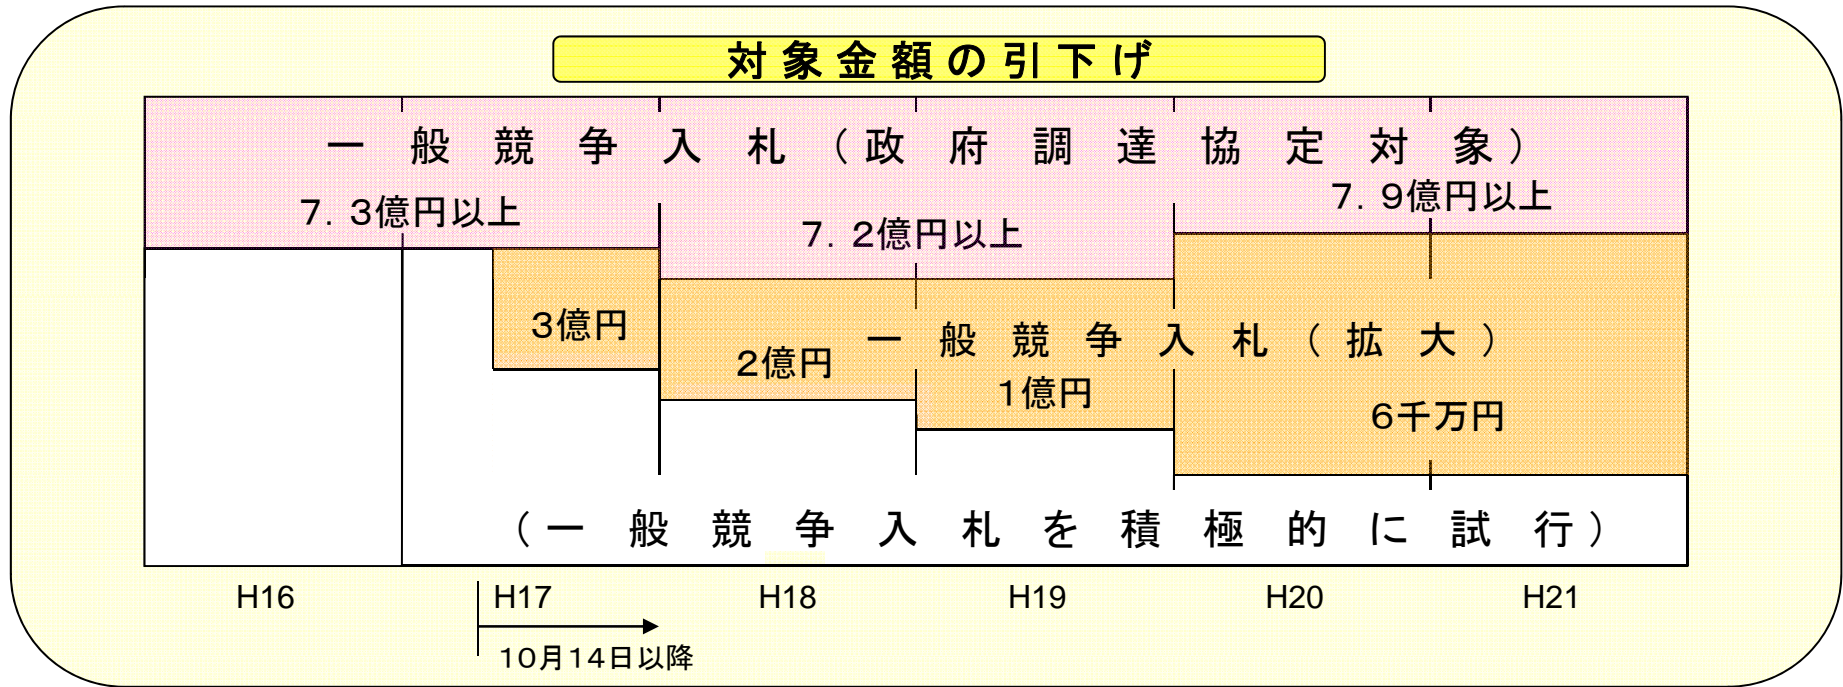 対象金額の引下げ
一般競争入札（政府調達協定対象）
７．３億円以上
７．２億円以上
７．９億円以上
３億円
２億円
一般競争入札（拡大）
１億円
６千万円
（一般競争入札を積極的に試行）
H16
H17
H18
H19
H20
H21
１０月１４日以降